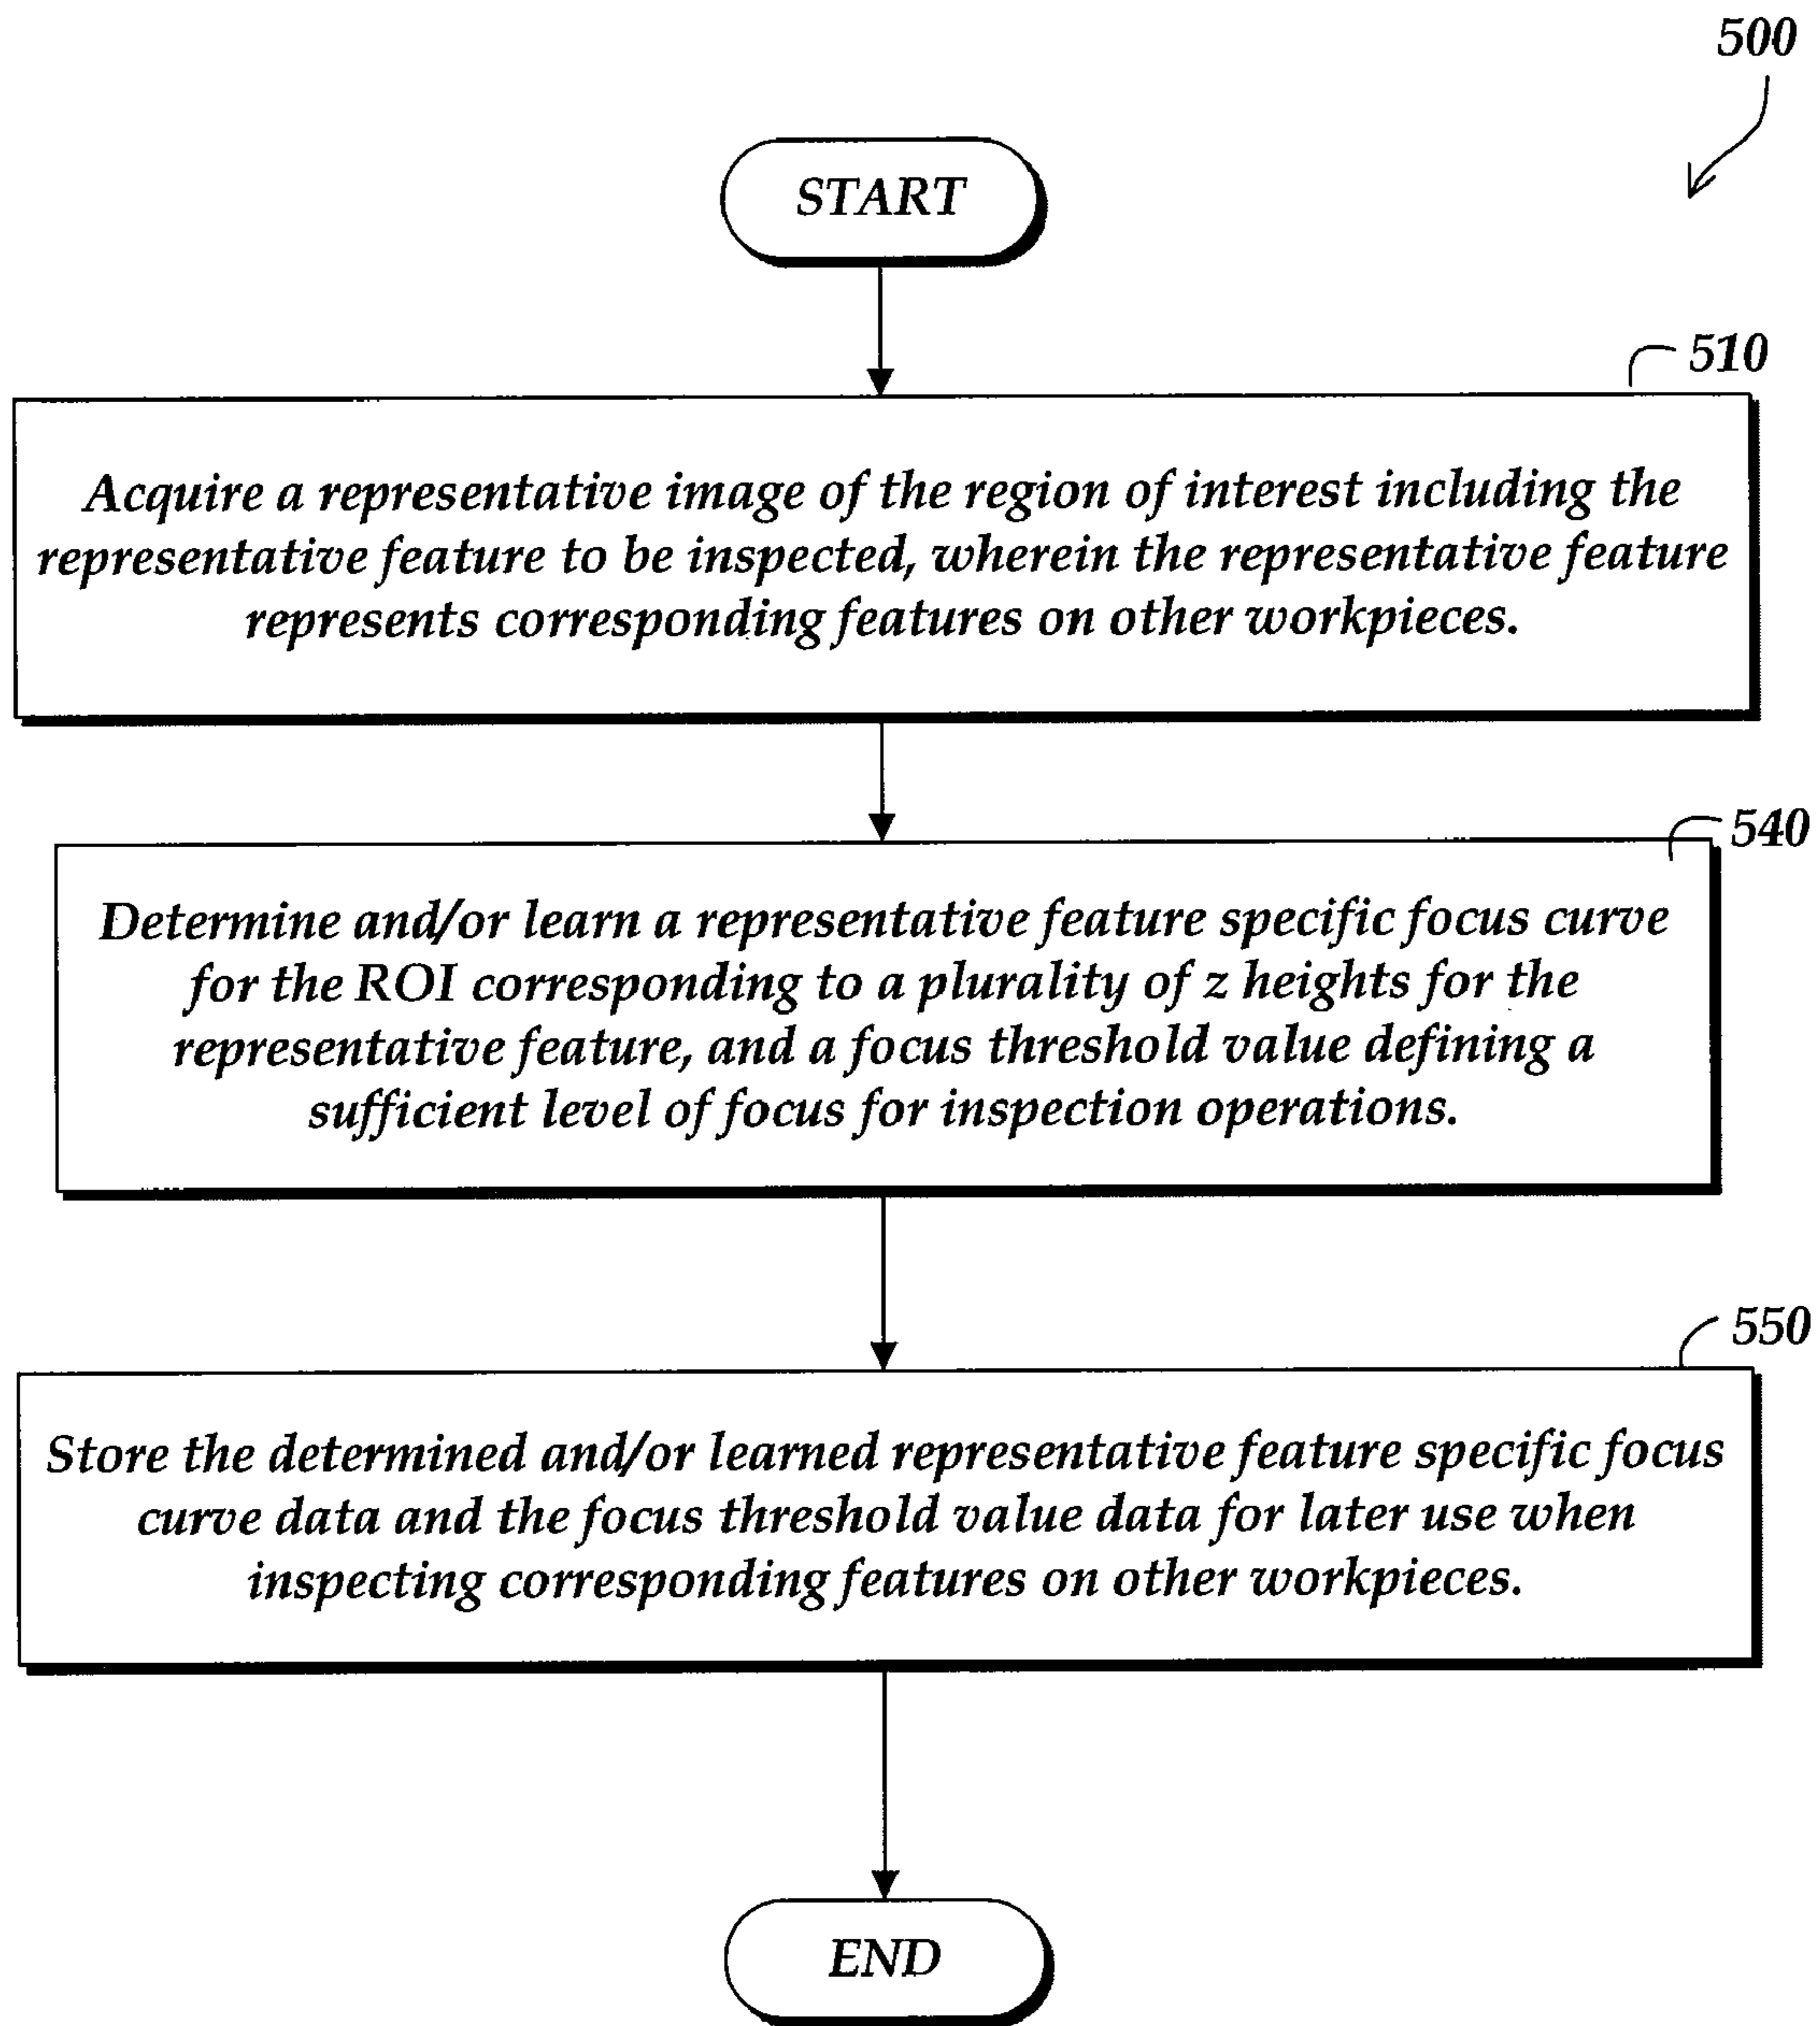 500
START
510
Acquire a representative image of the region of interest including the
representative feature to be inspected, wherein the representative feature
represents corresponding features on other workpieces.
540
Determine and/or learn a representative feature specific focus curve
for the ROI corresponding to a plurality of z heights for the
representative feature, and a focus threshold value defining a
sufficient level of focus for inspection operations.
550
Store the determined and/or learned representative feature specific focus
curve data and the focus threshold value data for later use when
inspecting corresponding features on other workpieces.
END